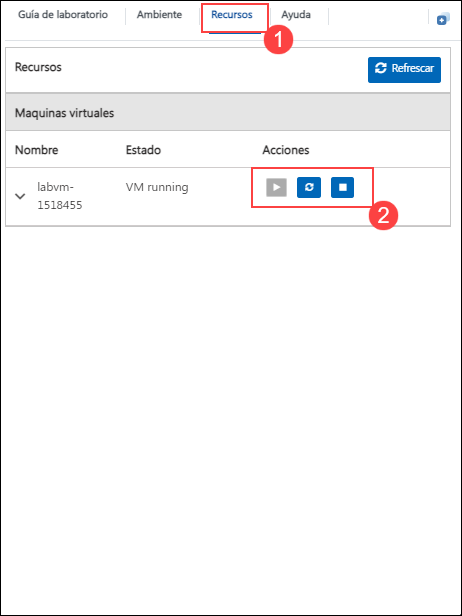 Guía de laboratorio Ambiente Recursos Ayuda
1
Recursos Refrescar
Maquinas virtuales
Nombre Estado Acciones
labvm-
1518455
VM running
2